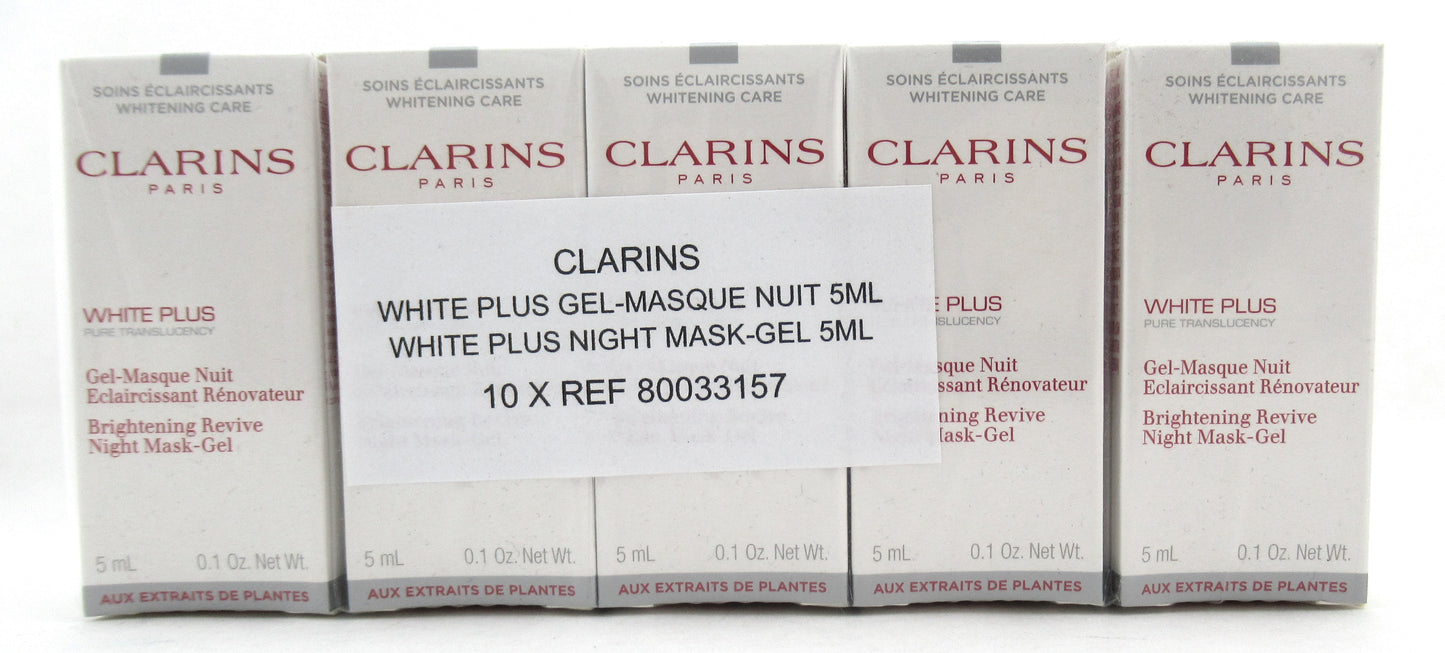 SOINS ÉCLAIRCISSANTS
WHITENING CARE
CLARINS
PARIS
WHITE PLUS
PURE TRANSLUCENCY
Gel-Masque Nuit
Eclaircissant Rénovateur
Brightening Revive
Night Mask-Gel
5 mL 0.1 Oz. Net Wt.
AUX EXTRAITS DE PLANTES
SOINS ÉCLAIRCISSANTS
WHITENING CARE
CLARINS
PARIS
5 mL 0.1 Oz. Net Wt.
AUX EXTRAITS DE PLANTES
SOINS ÉCLAIRCISSANTS
WHITENING CARE
CLARINS
PARIS
5 mL 0.1 Oz. Net Wt.
AUX EXTRAITS DE PLANTES
CLARINS
WHITE PLUS GEL-MASQUE NUIT 5ML
WHITE PLUS NIGHT MASK-GEL 5ML
10 X REF 80033157
SOINS ÉCLAIRCISSANTS
WHITENING CARE
CLARINS
PARIS
PLUS
Nuit
Rénovateur
Revive
5 mL 0.1 Oz. Net Wt.
AUX EXTRAITS DE PLANTES
SOINS ÉCLAIRCISSANTS
WHITENING CARE
CLARINS
PARIS
WHITE PLUS
PURE TRANSLUCENCY
Gel-Masque Nuit
Eclaircissant Rénovateur
Brightening Revive
Night Mask-Gel
5 mL 0.1 Oz. Net Wt.
AUX EXTRAITS DE PLANTES